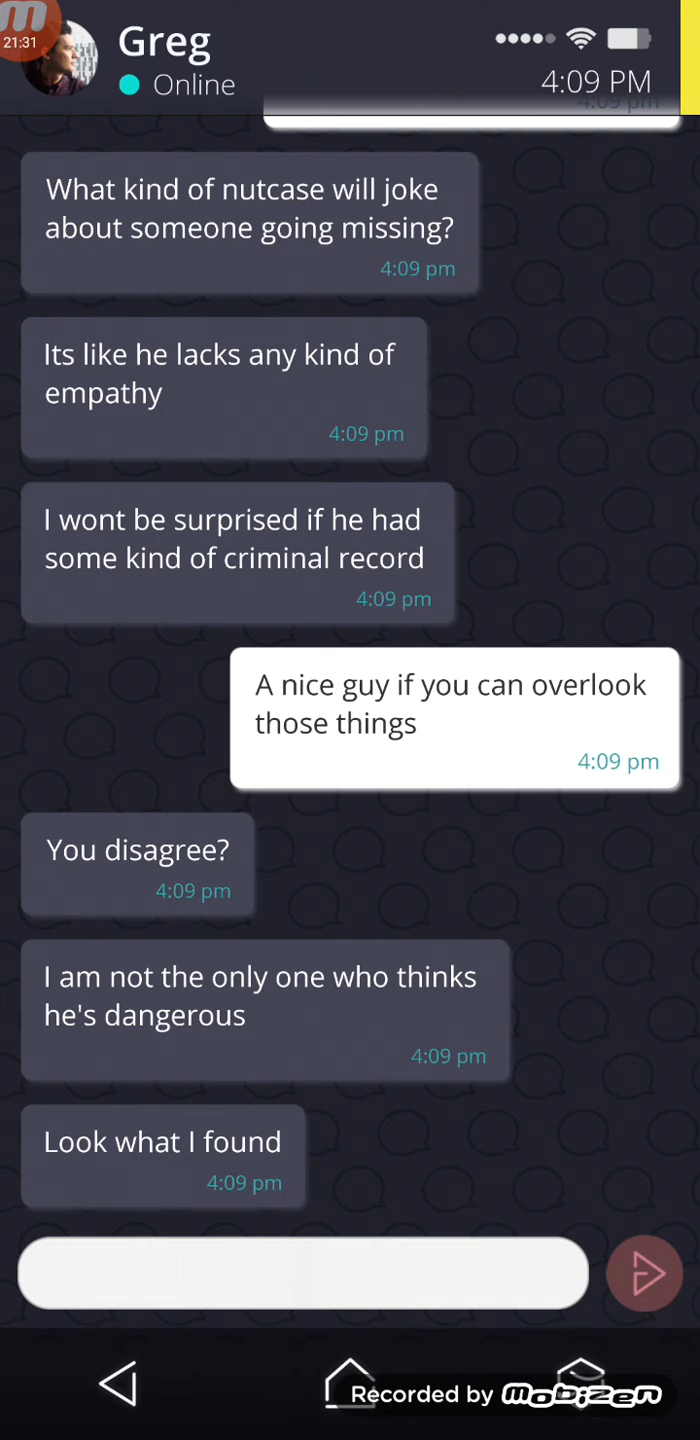 21:31
Greg
Online
4:09 PM
4:09 pm
What kind of nutcase will joke
about someone going missing?
4:09 pm
Its like he lacks any kind of
empathy
4:09 pm
I wont be surprised if he had
some kind of criminal record
4:09 pm
A nice guy if you can overlook
those things
4:09 pm
You disagree?
4:09 pm
I am not the only one who thinks
he's dangerous
4:09 pm
Look what I found
4:09 pm
Recorded by mobizen